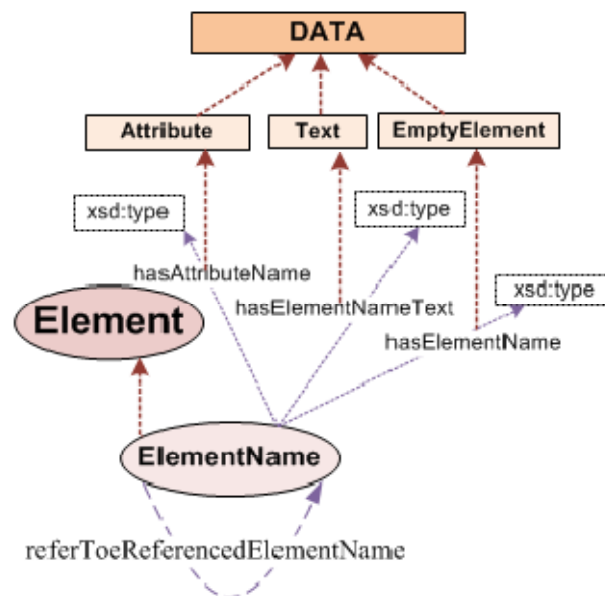 DATA
Attribute
Text
EmptyElement
xsd:type
xsd:type
hasAttributeName
xsd:type
Element
hasElementNameText
hasElementName
ElementName
referToeReferencedElementName